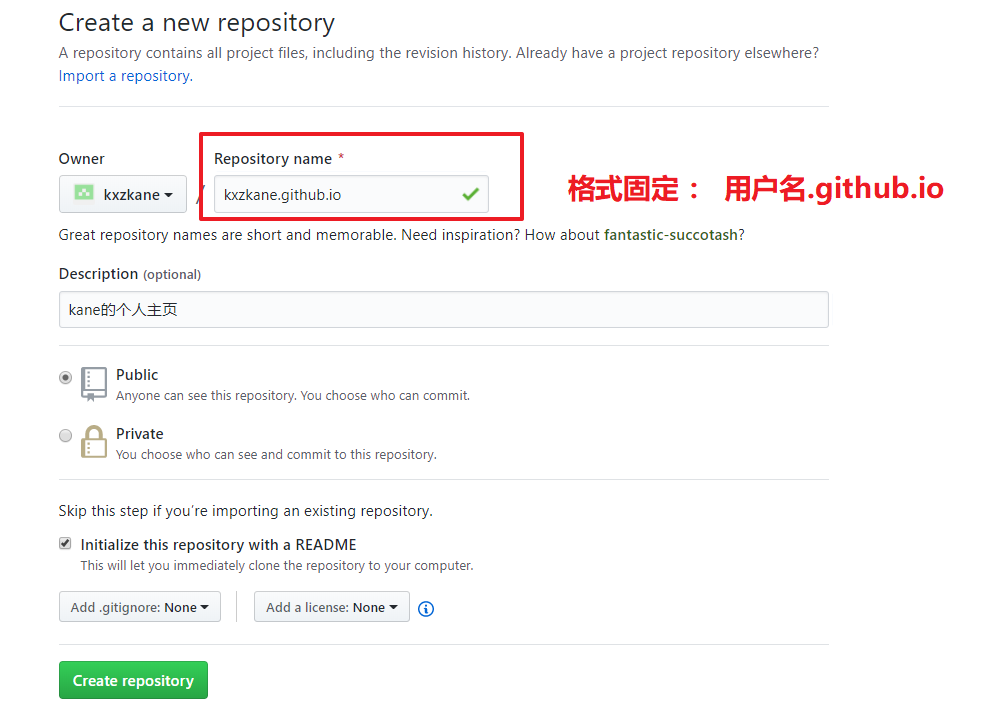 Create a new repository
A repository contains all project files, including the revision history. Already have a project repository elsewhere?
Import a repository.
Owner
Repository name *
kxzkane
/
kxzkane.github.io
格式固定： 用户名.github.io
Great repository names are short and memorable. Need inspiration? How about fantastic-succotash?
Description (optional)
kane的个人主页
Public
Anyone can see this repository. You choose who can commit.
Private
You choose who can see and commit to this repository.
Skip this step if you’re importing an existing repository.
Initialize this repository with a README
This will let you immediately clone the repository to your computer.
Add .gitignore: None
Add a license: None
Create repository